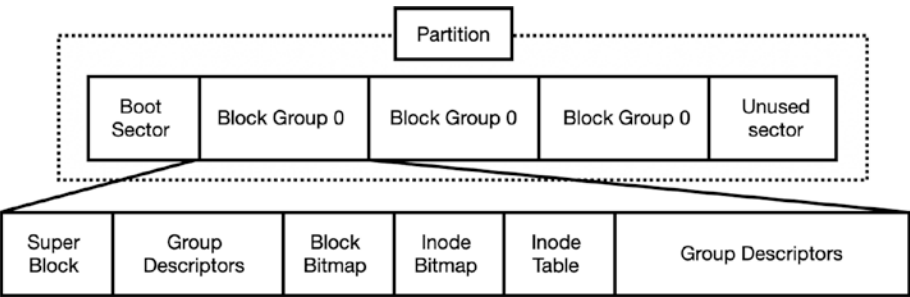 Partition
Boot
Sector
Block Group 0
Block Group 0
Block Group 0
Unused
sector
Super
Block
Group
Descriptors
Block
Bitmap
Inode
Bitmap
Inode
Table
Group Descriptors